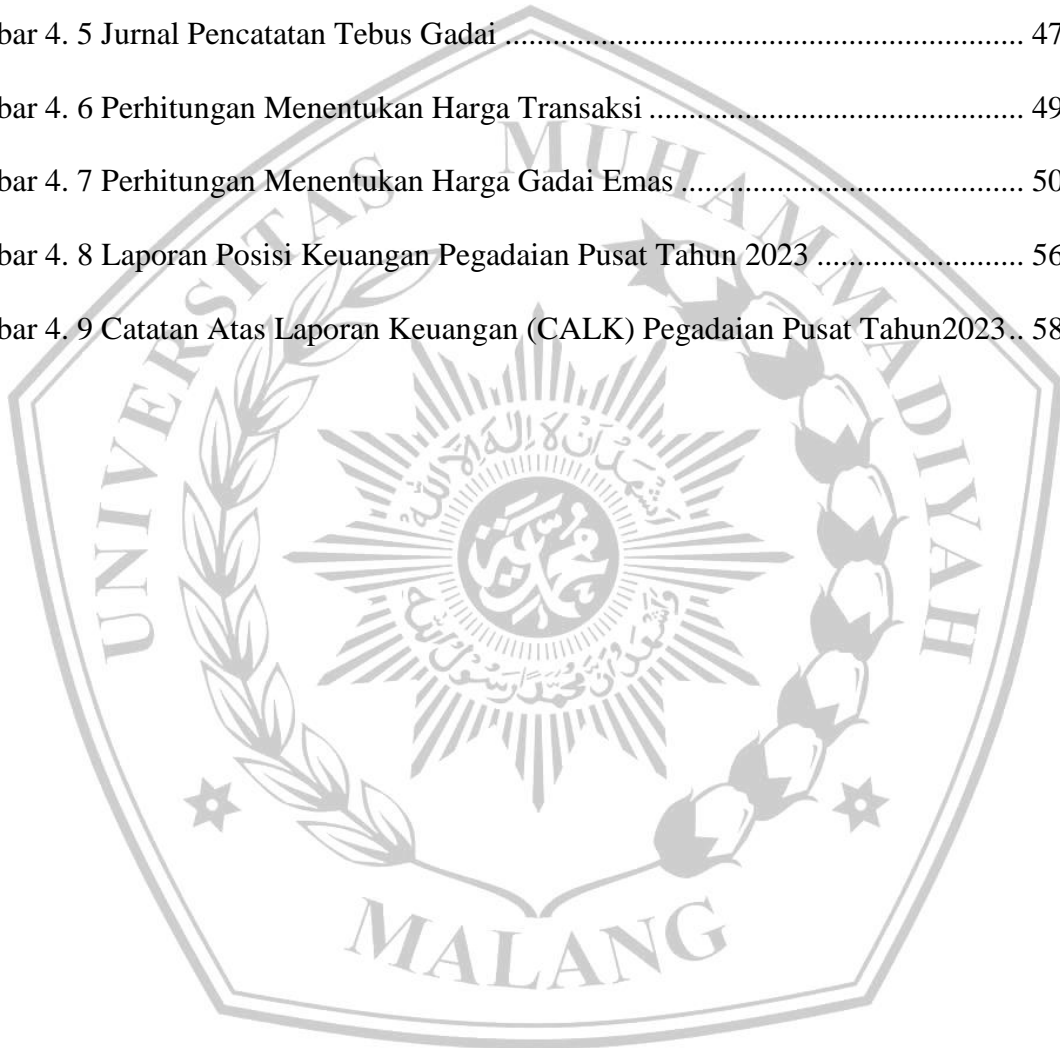 bar 4. 5 Jurnal Pencatatan Tebus Gadai ................................................................ 47
bar 4. 6 Perhitungan Menentukan Harga Transaksi .............................................. 49
bar 4. 7 Perhitungan Menentukan Harga Gadai Emas .......................................... 50
bar 4. 8 Laporan Posisi Keuangan Pegadaian Pusat Tahun 2023 ......................... 56
bar 4. 9 Catatan Atas Laporan Keuangan (CALK) Pegadaian Pusat Tahun2023.. 58
UNIVERSITAS MUHAMMADIYAH
MALANG